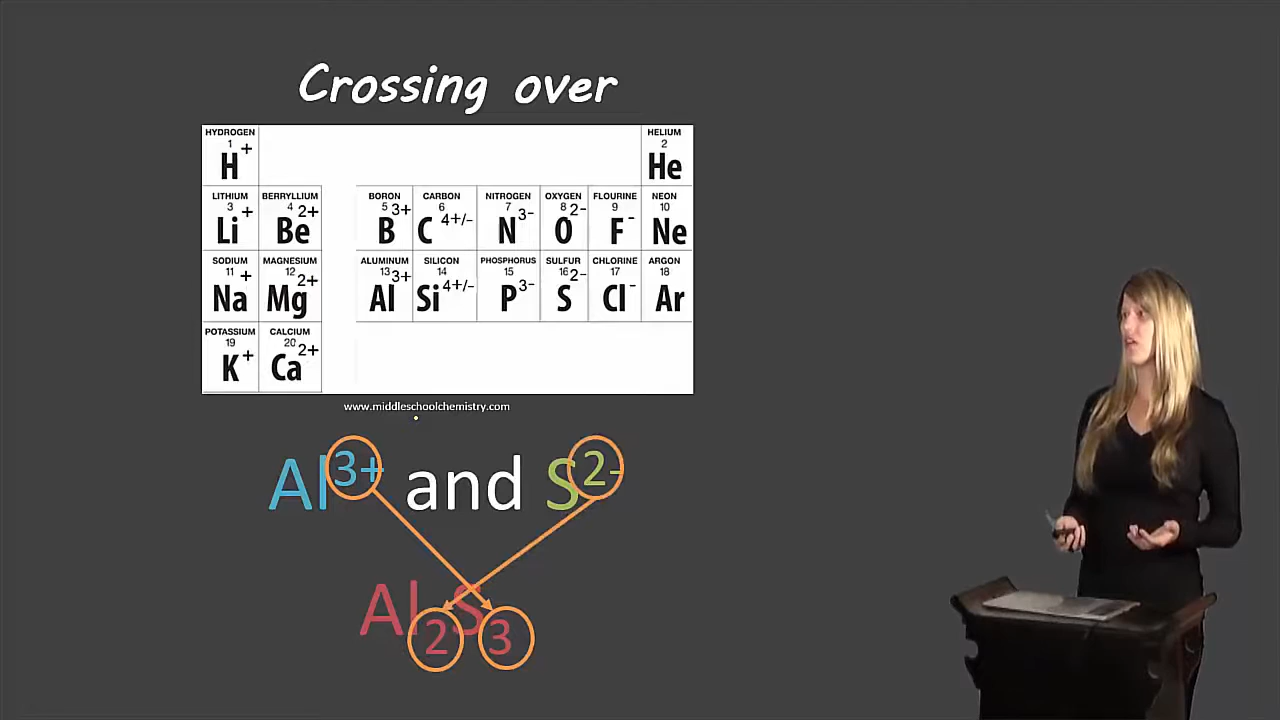 Crossing over
HYDROGEN HELIUM
1 2
H+ He
LITHIUM BERRYLLIUM BORON CARBON NITROGEN OXYGEN FLOURINE NEON
3 4 5 6 7 8 9 10
Li+ Be2+ B3+ C4+/- N3- O2- F- Ne
SODIUM MAGNESIUM ALUMINUM SILICON PHOSPHORUS SULFUR CHLORINE ARGON
11 12 13 14 15 16 17 18
Na+ Mg2+ Al3+ Si4+/- P3- S2- Cl- Ar
POTASSIUM CALCIUM
19 20
K+ Ca2+
www.middleschoolchemistry.com
Al3+ and S2-
Al2S3